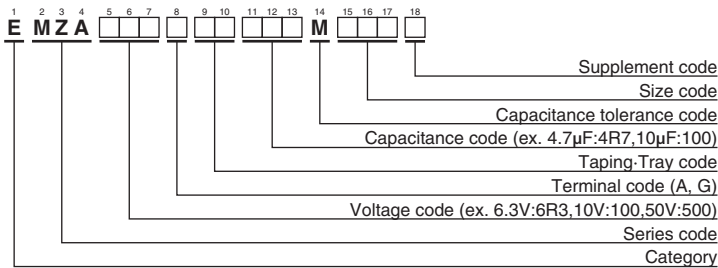 1 2 3 4 5 6 7 8 9 10 11 12 13 14 15 16 17 18
E M Z A M
Supplement code
Size code
Capacitance tolerance code
Capacitance code (ex. 4.7μF:4R7,10μF:100)
Taping·Tray code
Terminal code (A, G)
Voltage code (ex. 6.3V:6R3,10V:100,50V:500)
Series code
Category